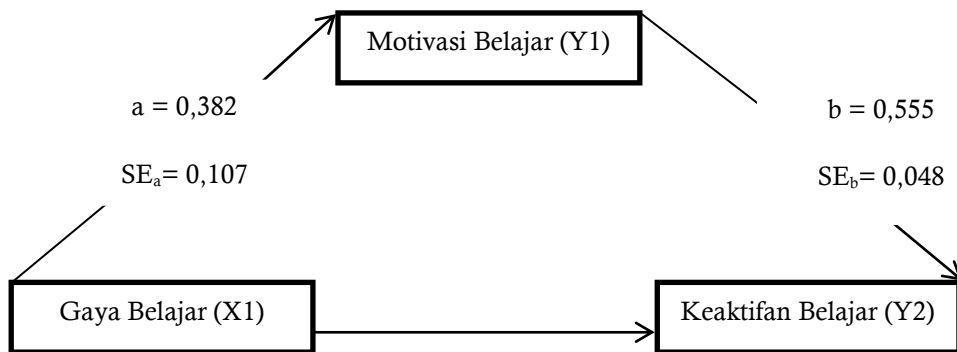 Motivasi Belajar (Y1)
a = 0,382
b = 0,555
SEa= 0,107
SEb= 0,048
Gaya Belajar (X1)
Keaktifan Belajar (Y2)